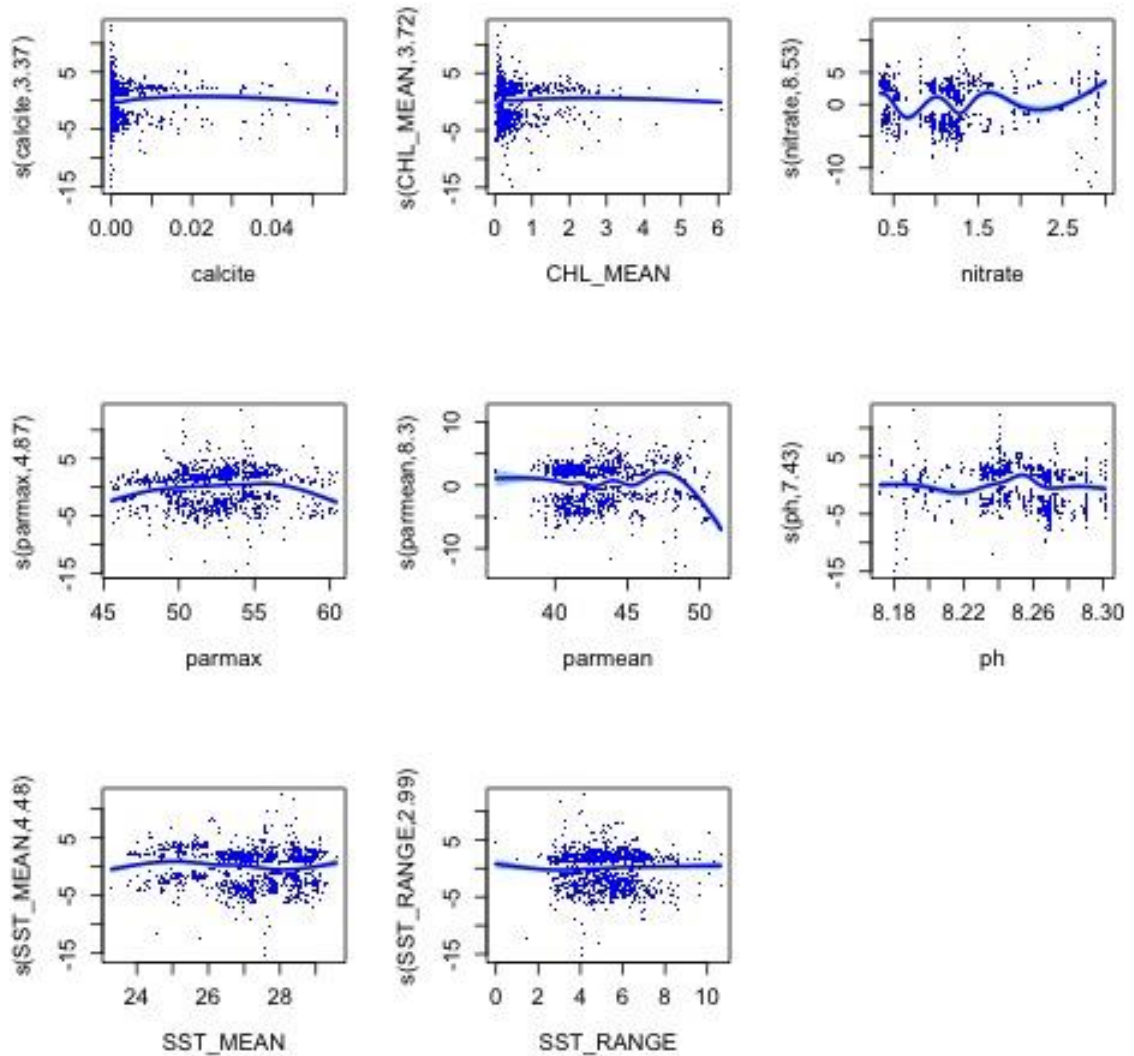 s(calcite,3.37)
5
-5
-15
0.00 0.02 0.04
calcite
s(CHL_MEAN,3.72)
5
-5
-15
0 1 2 3 4 5 6
CHL_MEAN
s(nitrate,8.53)
5
0
-10
0.5 1.5 2.5
nitrate
s(parmax,4.87)
5
-5
-15
45 50 55 60
parmax
s(parmean,8.3)
10
5
0
-10
40 45 50
parmean
s(ph,7.43)
5
-5
-15
8.18 8.22 8.26 8.30
ph
s(SST_MEAN,4.48)
5
-5
-15
24 26 28
SST_MEAN
s(SST_RANGE,2.99)
5
-5
-15
0 2 4 6 8 10
SST_RANGE